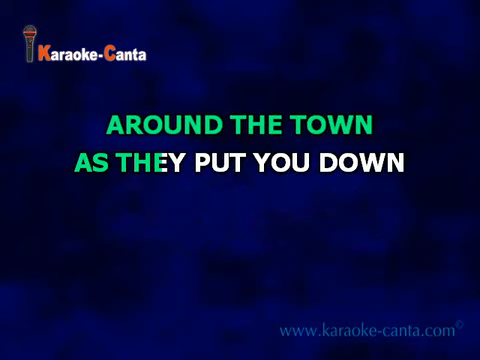 Karaoke-Canta
AROUND THE TOWN
AS THEY PUT YOU DOWN
www.karaoke-canta.com©